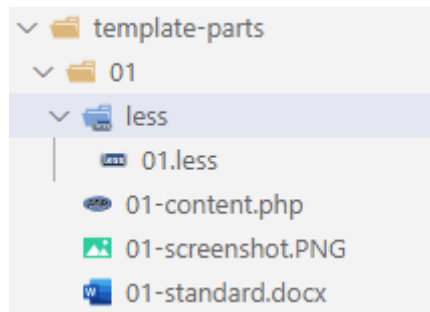 template-parts
01
less
01.less
01-content.php
01-screenshot.PNG
01-standard.docx